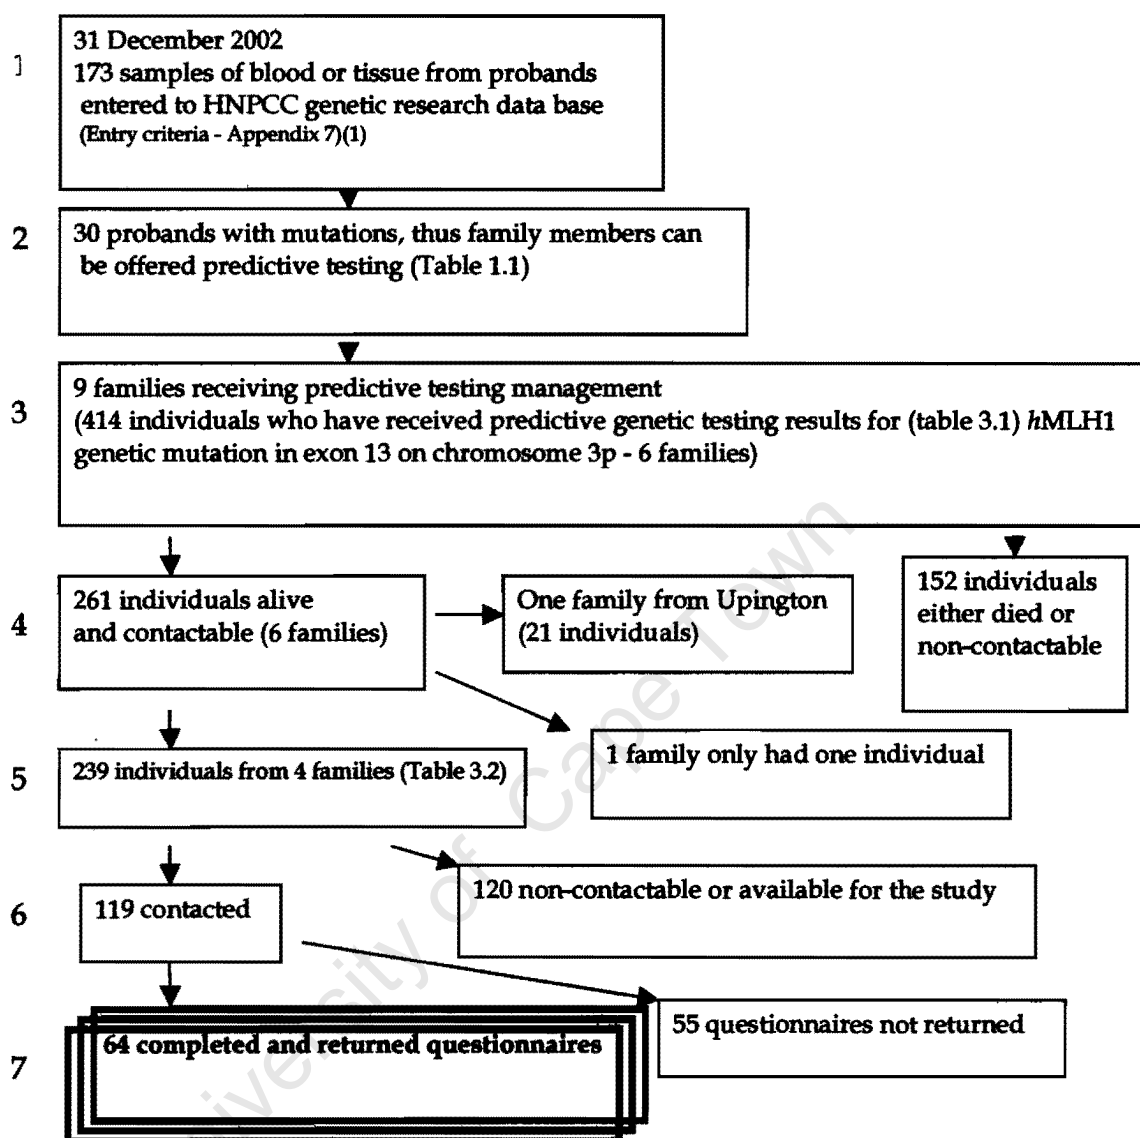 1
31 December 2002
173 samples of blood or tissue from probands
entered to HNPCC genetic research data base
(Entry criteria - Appendix 7)(1)
2
30 probands with mutations, thus family members can
be offered predictive testing (Table 1.1)
3
9 families receiving predictive testing management
(414 individuals who have received predictive genetic testing results for (table 3.1) hMLH1
genetic mutation in exon 13 on chromosome 3p - 6 families)
4
261 individuals alive
and contactable (6 families)
One family from Upington
(21 individuals)
152 individuals
either died or
non-contactable
5
239 individuals from 4 families (Table 3.2)
1 family only had one individual
6
119 contacted
120 non-contactable or available for the study
7
64 completed and returned questionnaires
55 questionnaires not returned
University of Cape Town